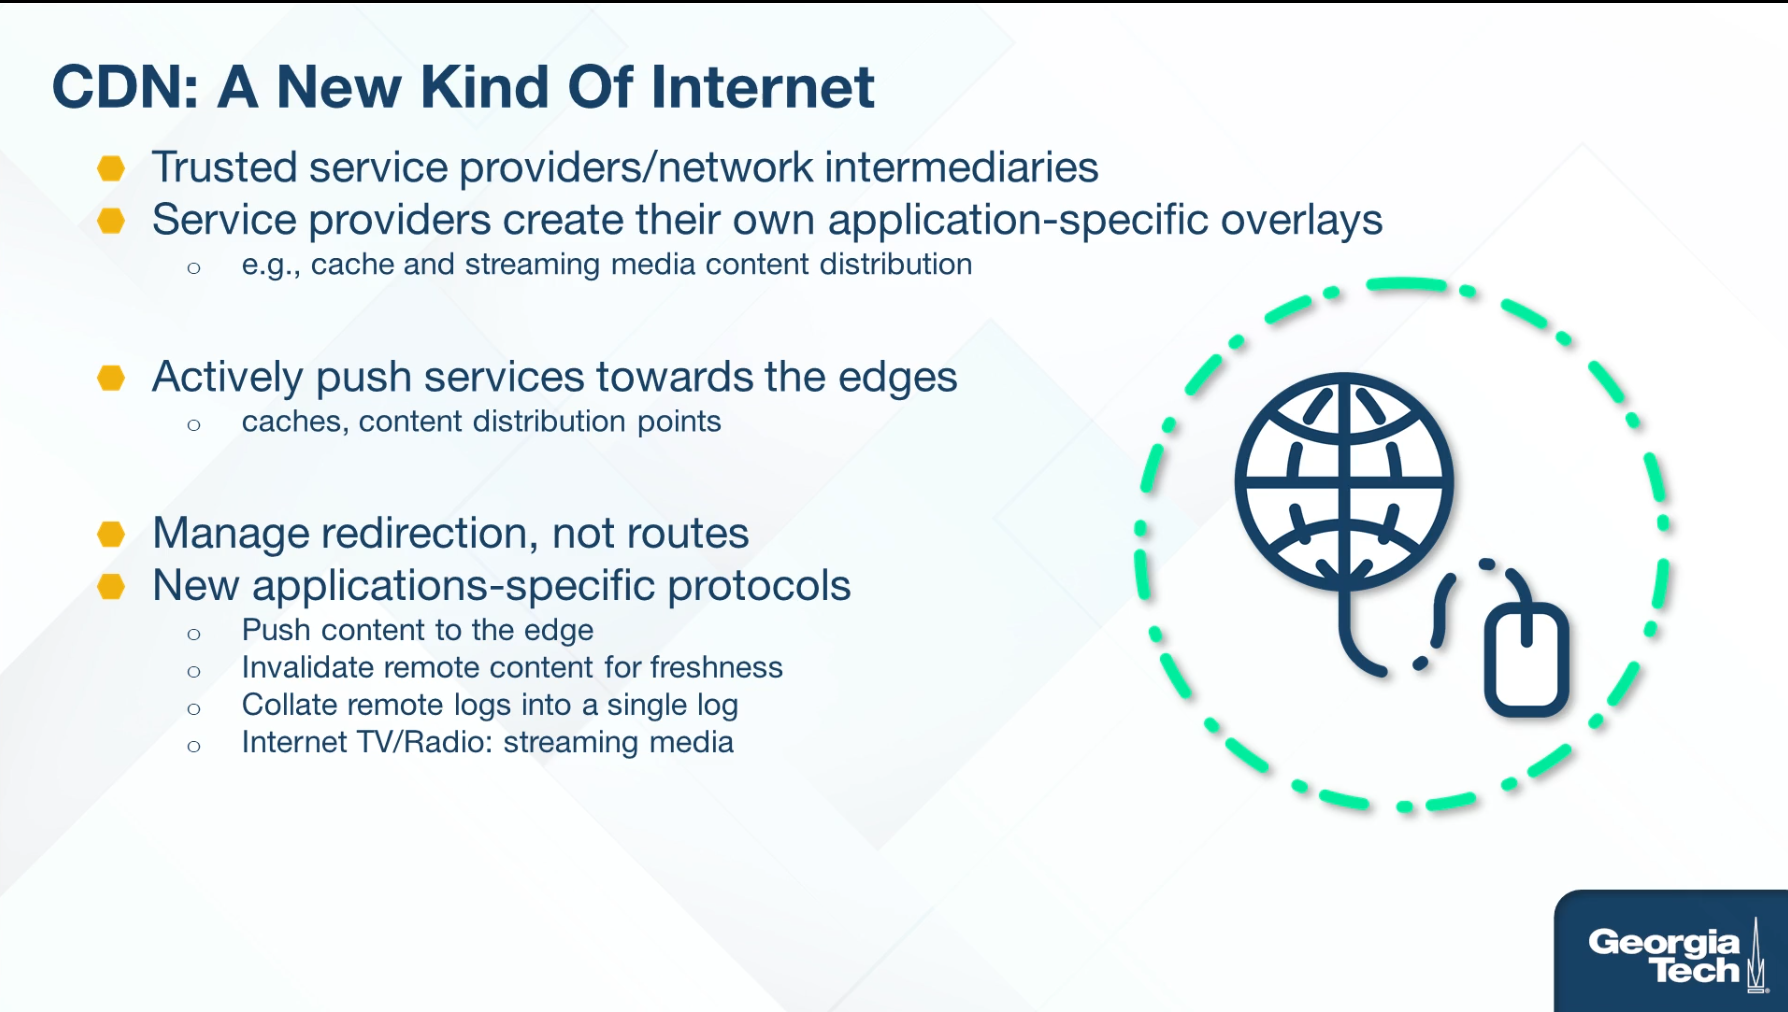 CDN: A New Kind Of Internet
Trusted service providers/network intermediaries
Service providers create their own application-specific overlays
e.g., cache and streaming media content distribution
Actively push services towards the edges
caches, content distribution points
Manage redirection, not routes
New applications-specific protocols
Push content to the edge
Invalidate remote content for freshness
Collate remote logs into a single log
Internet TV/Radio: streaming media
Georgia
Tech